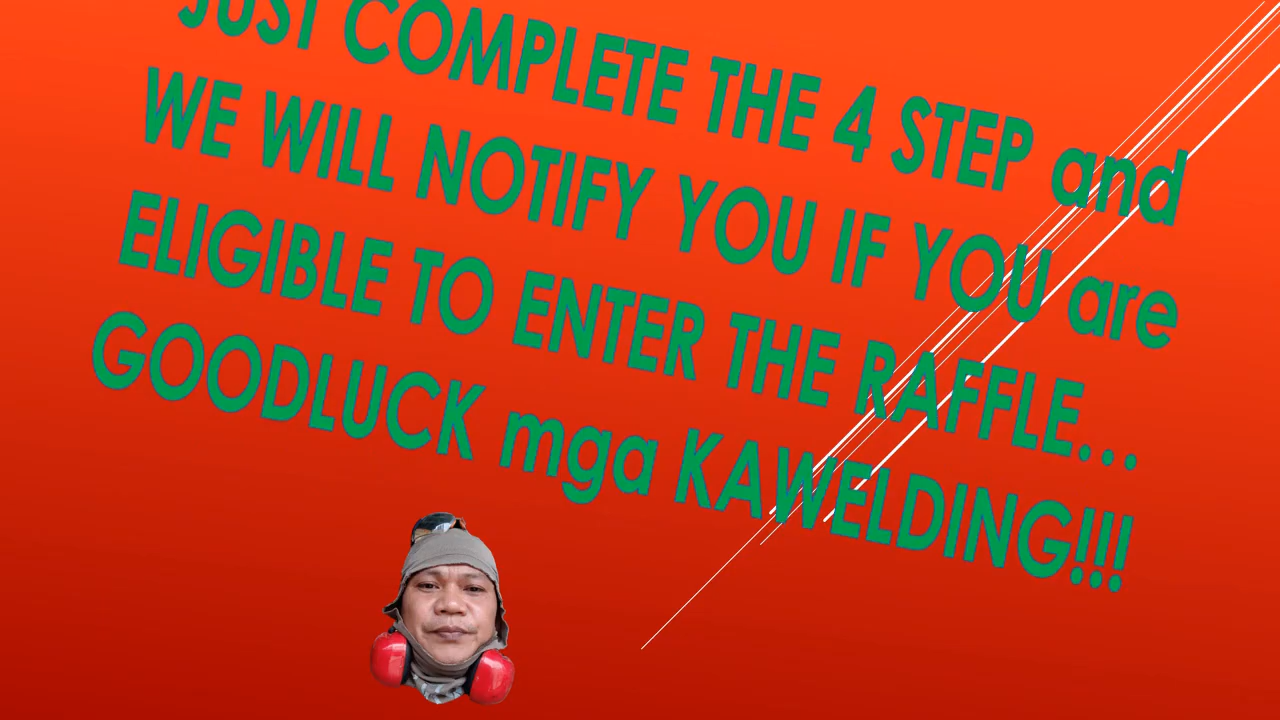 JUST COMPLETE THE 4 STEP and
WE WILL NOTIFY YOU IF YOU are
ELIGIBLE TO ENTER THE RAFFLE...
GOODLUCK mga KAWELDING!!!